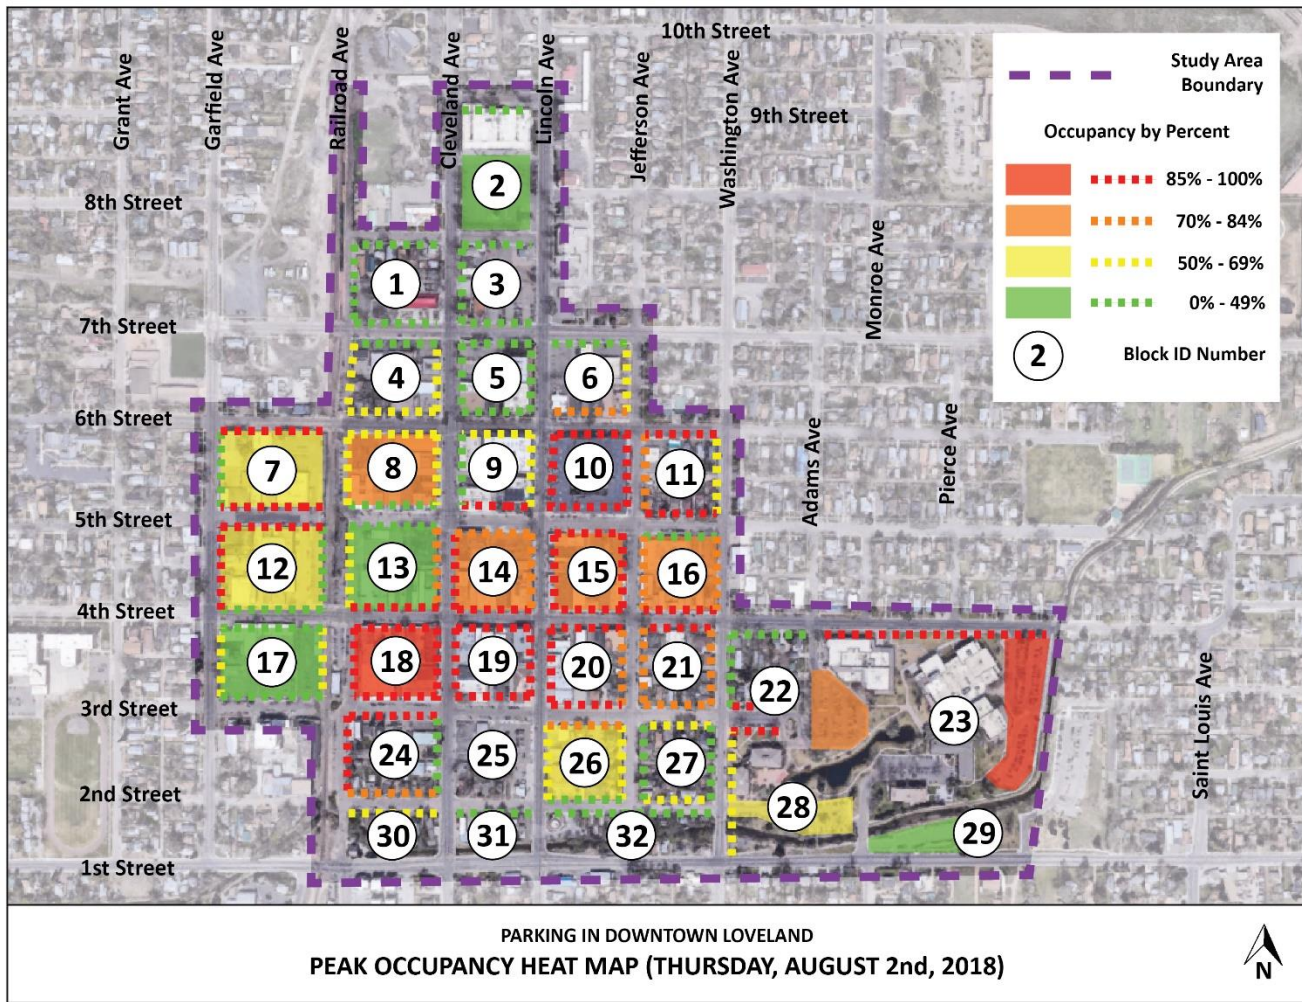 10th Street
Grant Ave
Garfield Ave
Railroad Ave
Cleveland Ave
Lincoln Ave
Jefferson Ave
Washington Ave
9th Street
8th Street
Monroe Ave
7th Street
6th Street
Adams Ave
Pierce Ave
5th Street
4th Street
3rd Street
Saint Louis Ave
2nd Street
1st Street
Study Area
Boundary
Occupancy by Percent
85% - 100%
70% - 84%
50% - 69%
0% - 49%
2 Block ID Number
2
1 3
4 5 6
7 8 9 10 11
12 13 14 15 16
17 18 19 20 21 22
23
24 25 26 27
28
29
30 31 32
PARKING IN DOWNTOWN LOVELAND
PEAK OCCUPANCY HEAT MAP (THURSDAY, AUGUST 2nd, 2018)
N